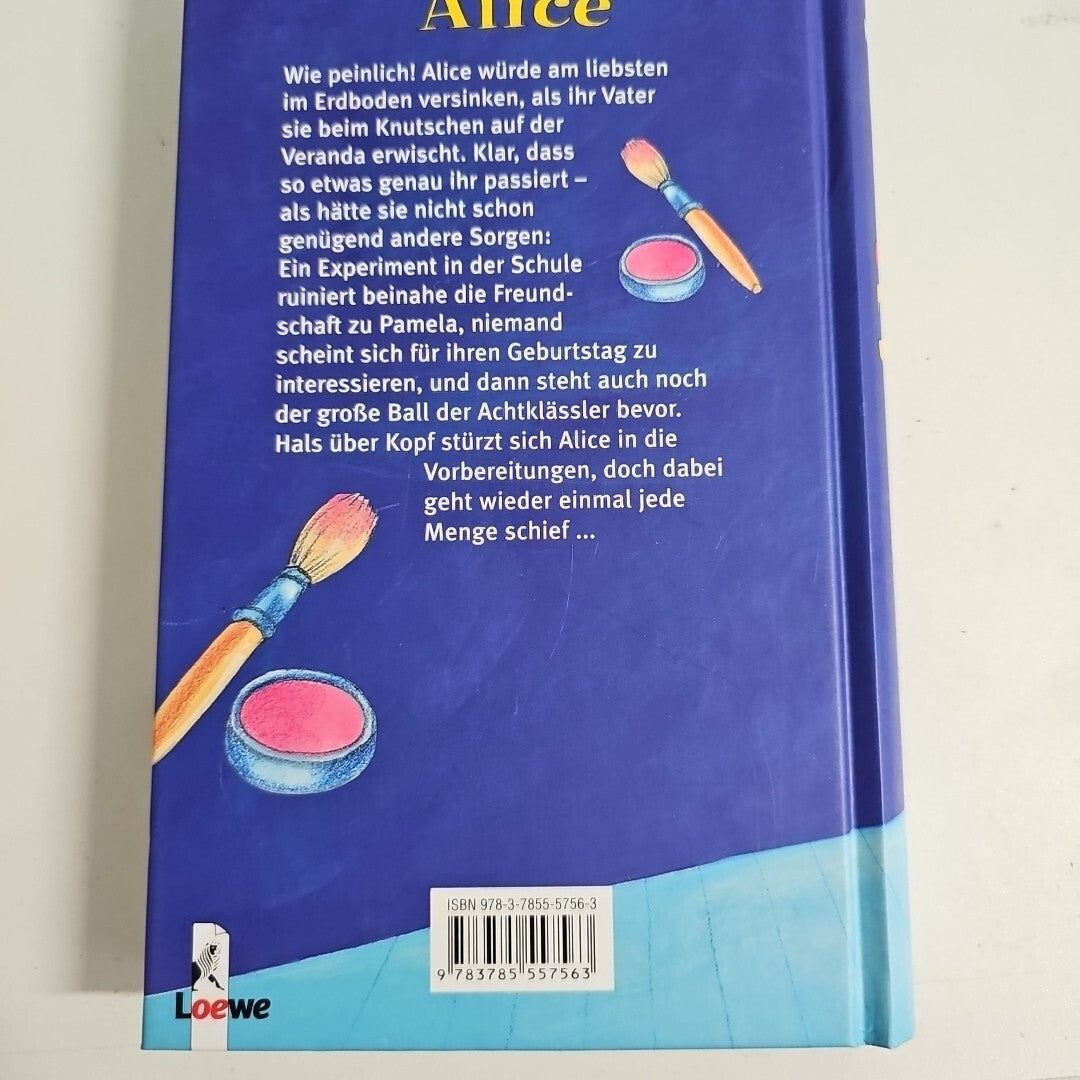 Alice
Wie peinlich! Alice würde am liebsten
im Erdboden versinken, als ihr Vater
sie beim Knutschen auf der
Veranda erwischt. Klar, dass
so etwas genau ihr passiert –
als hätte sie nicht schon
genügend andere Sorgen:
Ein Experiment in der Schule
ruiniert beinahe die Freund-
schaft zu Pamela, niemand
scheint sich für ihren Geburtstag zu
interessieren, und dann steht auch noch
der große Ball der Achtklässler bevor.
Hals über Kopf stürzt sich Alice in die
Vorbereitungen, doch dabei
geht wieder einmal jede
Menge schief ...
ISBN 978-3-7855-5756-3
9 783785 557563
Loewe